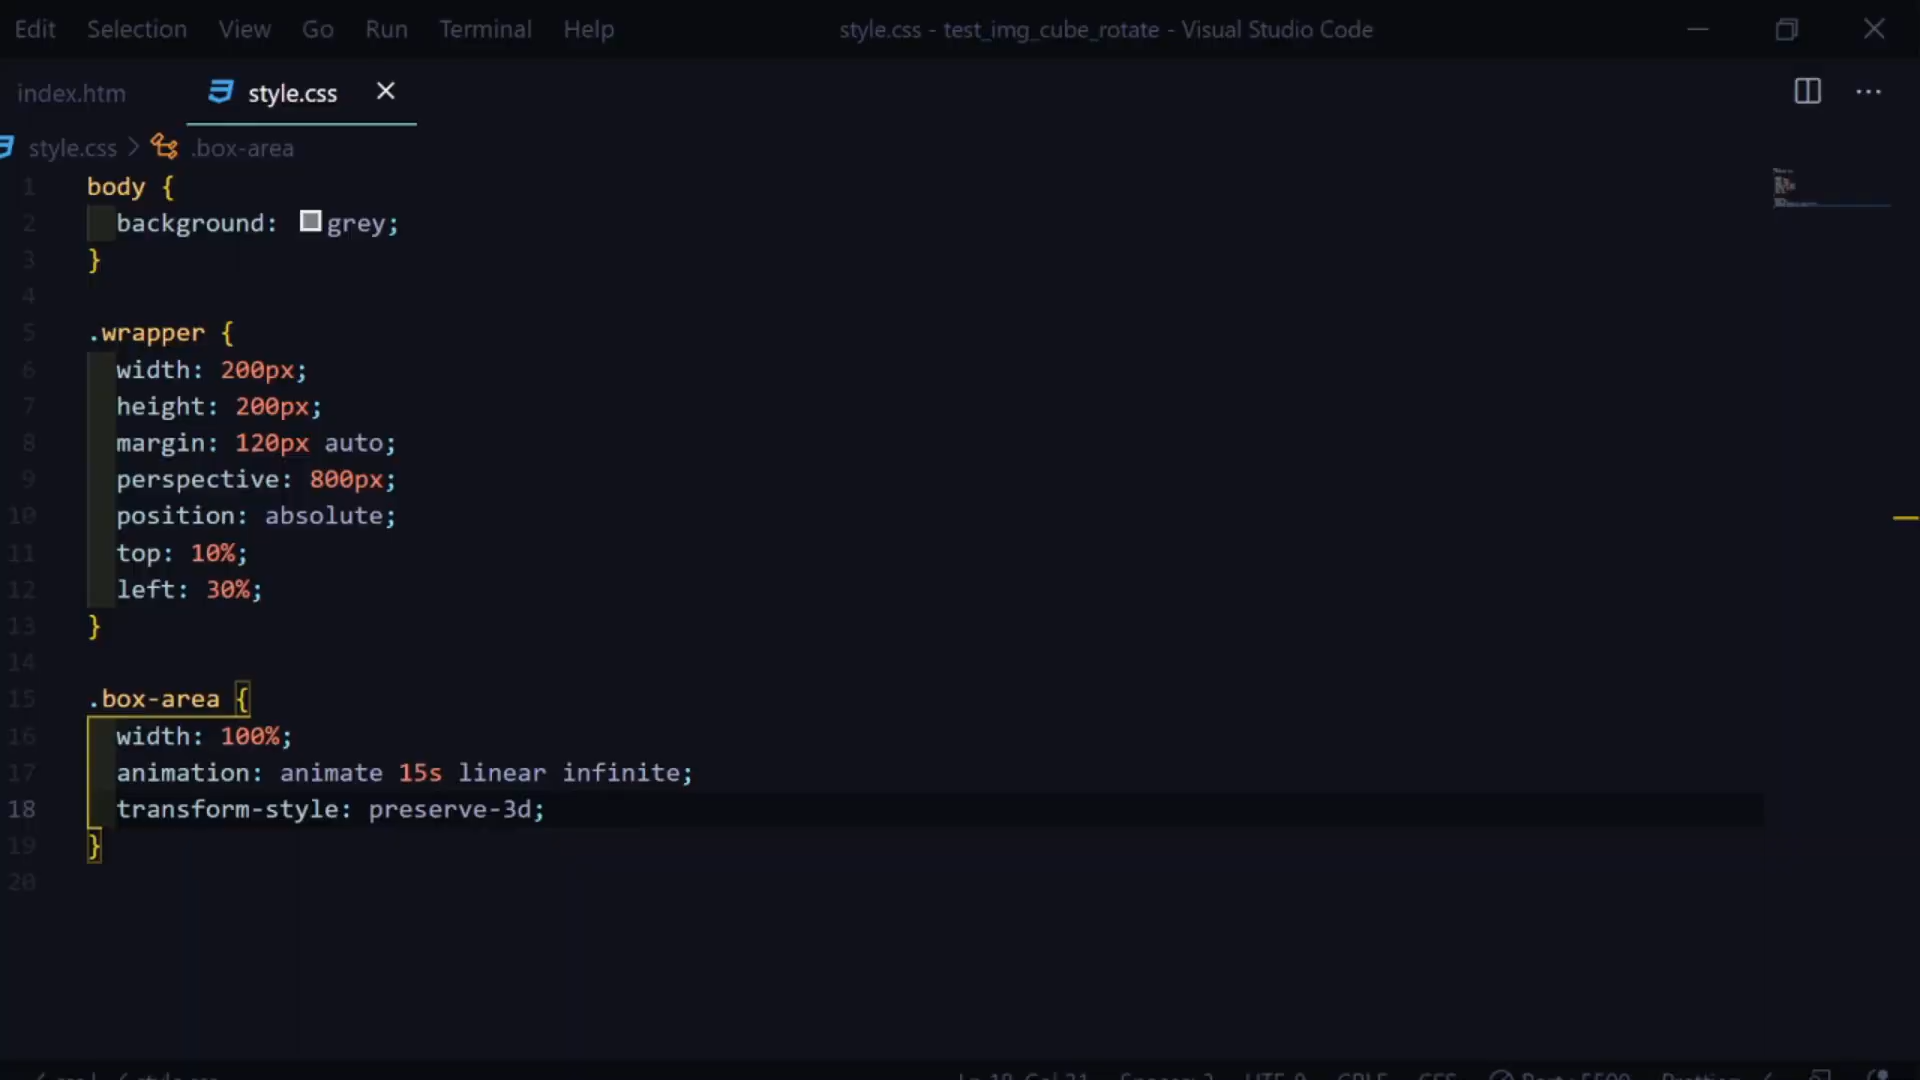 Edit Selection View Go Run Terminal Help style.css - test_img_cube_rotate - Visual Studio Code
index.htm style.css
style.css > .box-area
1 body {
2 background: grey;
3 }
4
5 .wrapper {
6 width: 200px;
7 height: 200px;
8 margin: 120px auto;
9 perspective: 800px;
10 position: absolute;
11 top: 10%;
12 left: 30%;
13 }
14
15 .box-area {
16 width: 100%;
17 animation: animate 15s linear infinite;
18 transform-style: preserve-3d;
19 }
20